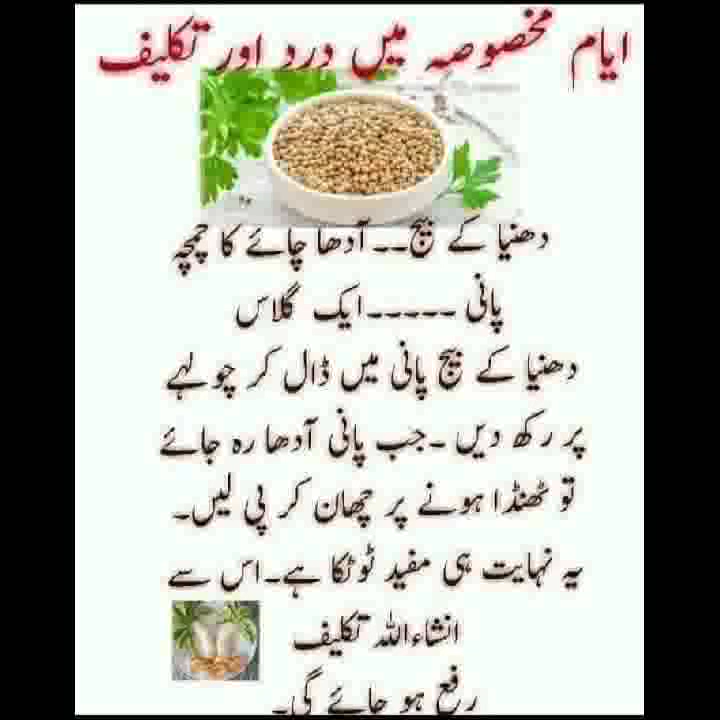 ایام مخصوصہ میں درد اور تکلیف
دھنیا کے بیج۔۔آدھا چائے کا چمچہ
پانی ۔۔۔۔۔ایک گلاس
دھنیا کے بیج پانی میں ڈال کر چولہے
پر رکھ دیں ۔جب پانی آدھا رہ جائے
تو ٹھنڈا ہونے پر چھان کر پی لیں۔
یہ نہایت ہی مفید ٹوٹکا ہے۔اس سے
انشاءاللہ تکلیف
رفع ہو جائے گی۔